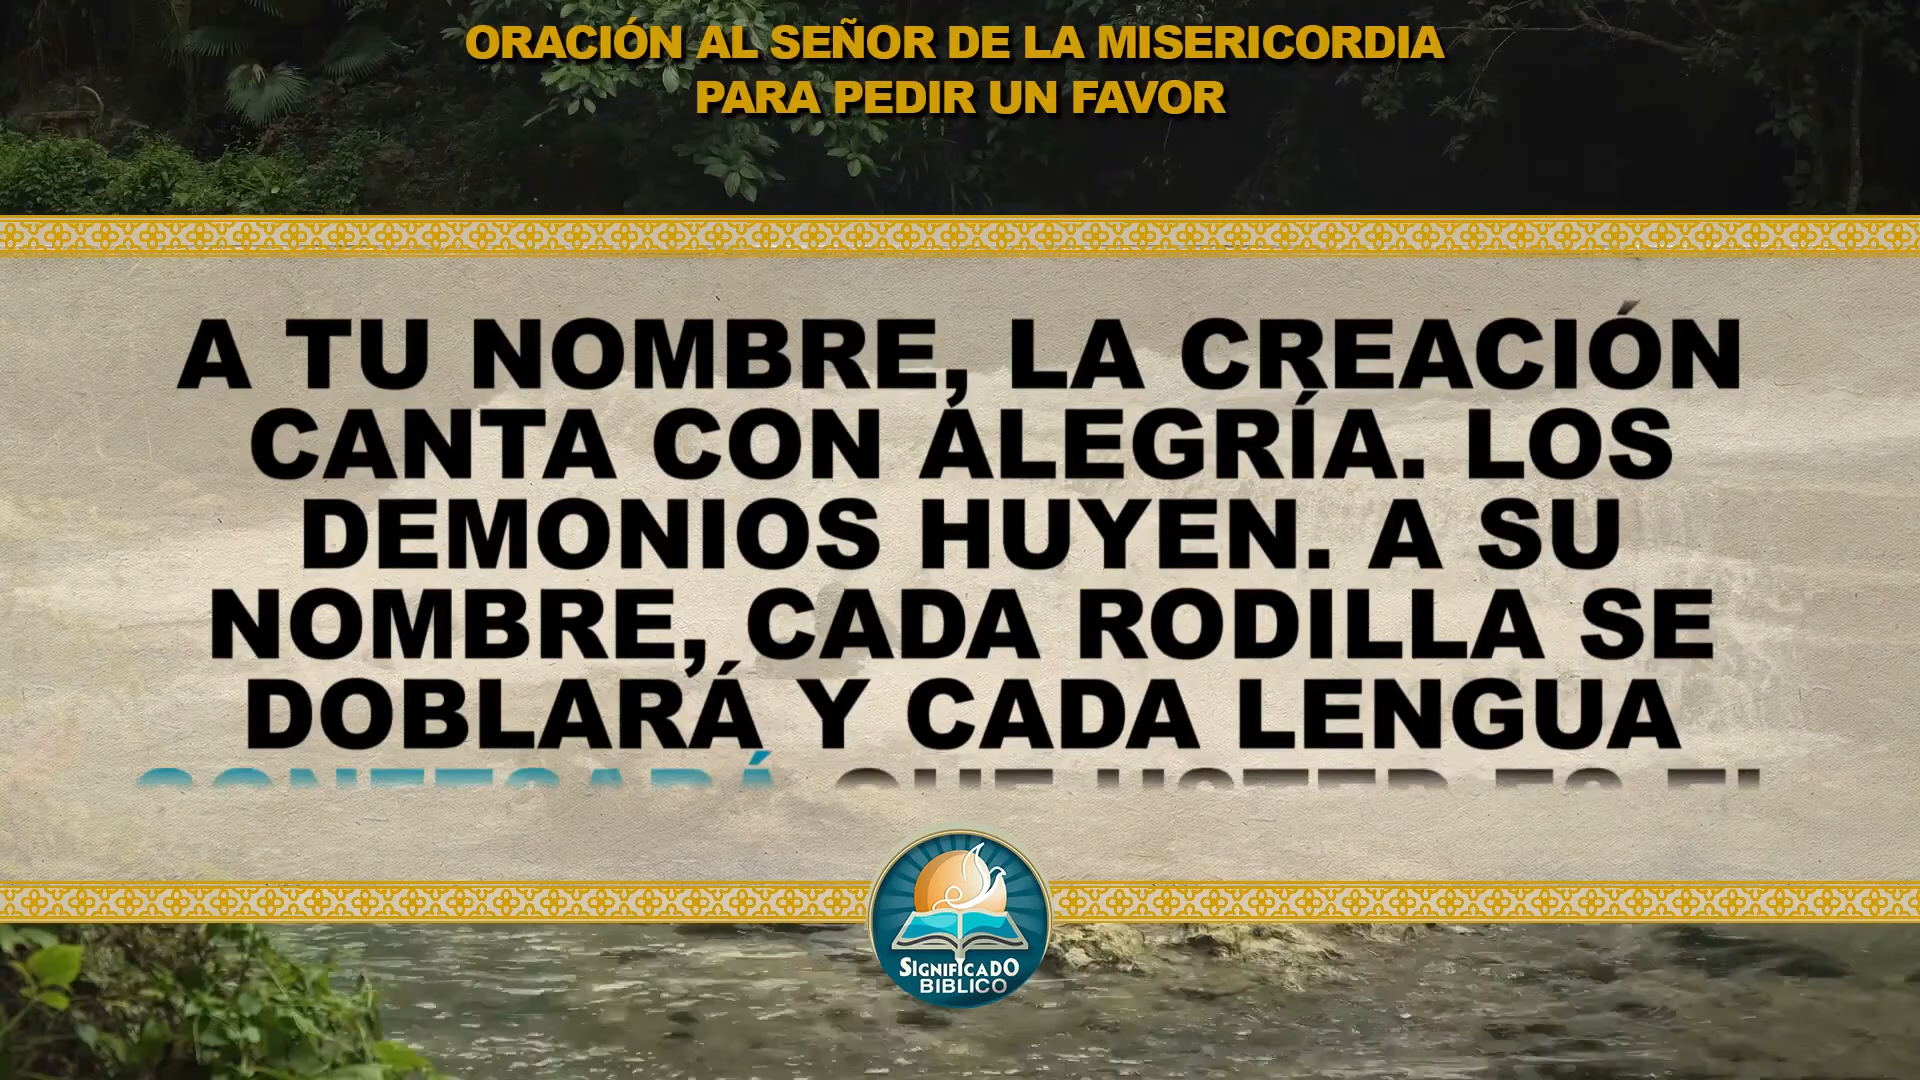 ORACIÓN AL SEÑOR DE LA MISERICORDIA
PARA PEDIR UN FAVOR
A TU NOMBRE, LA CREACIÓN
CANTA CON ALEGRÍA. LOS
DEMONIOS HUYEN. A SU
NOMBRE, CADA RODILLA SE
DOBLARÁ Y CADA LENGUA
SIGNIFICADO
BIBLICO